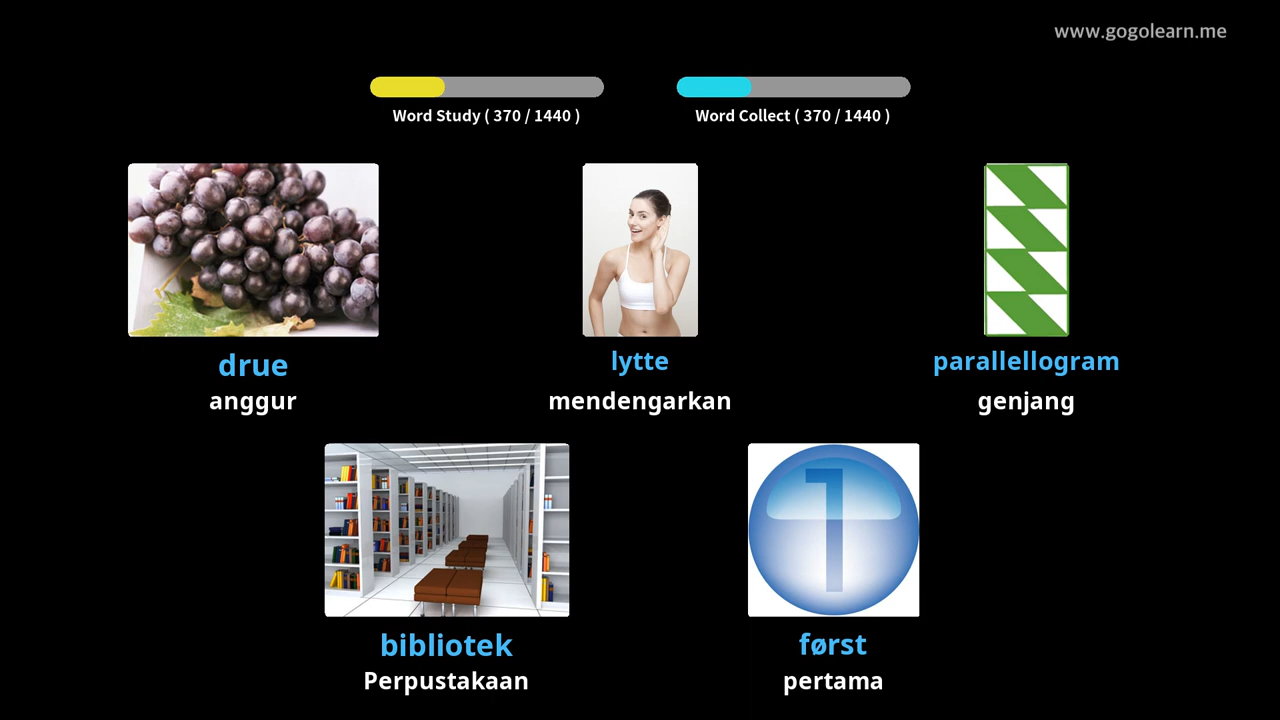 www.gogolearn.me
Word Study ( 370 / 1440 )
Word Collect ( 370 / 1440 )
drue
lytte
parallellogram
anggur
mendengarkan
genjang
bibliotek
først
Perpustakaan
pertama